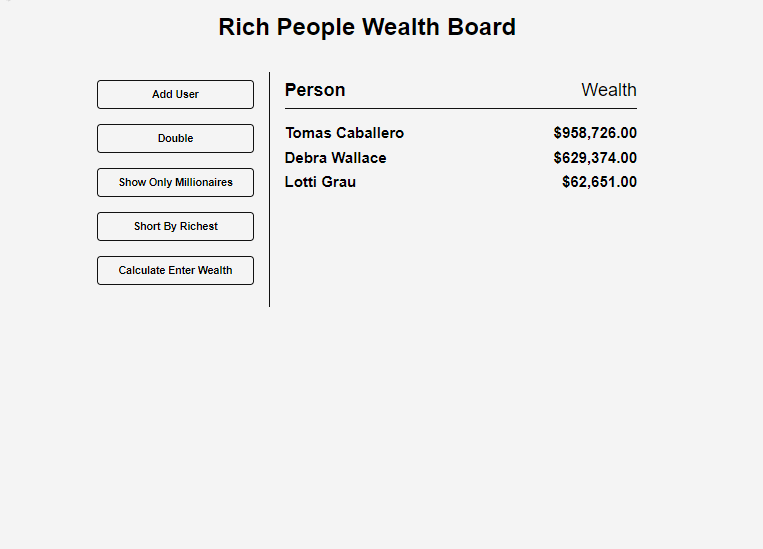 Rich People Wealth Board
Add User
Double
Show Only Millionaires
Short By Richest
Calculate Enter Wealth
Person Wealth
Tomas Caballero $958,726.00
Debra Wallace $629,374.00
Lotti Grau $62,651.00